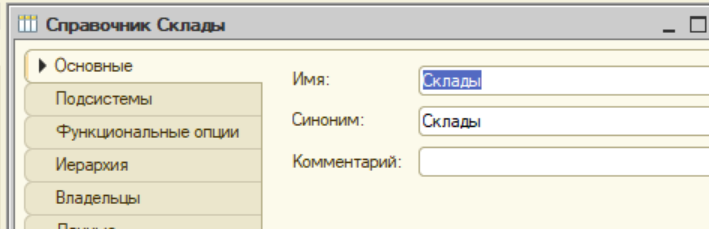 Справочник Склады
Основные
Подсистемы
Функциональные опции
Иерархия
Владельцы
Имя: Склады
Синоним: Склады
Комментарий: